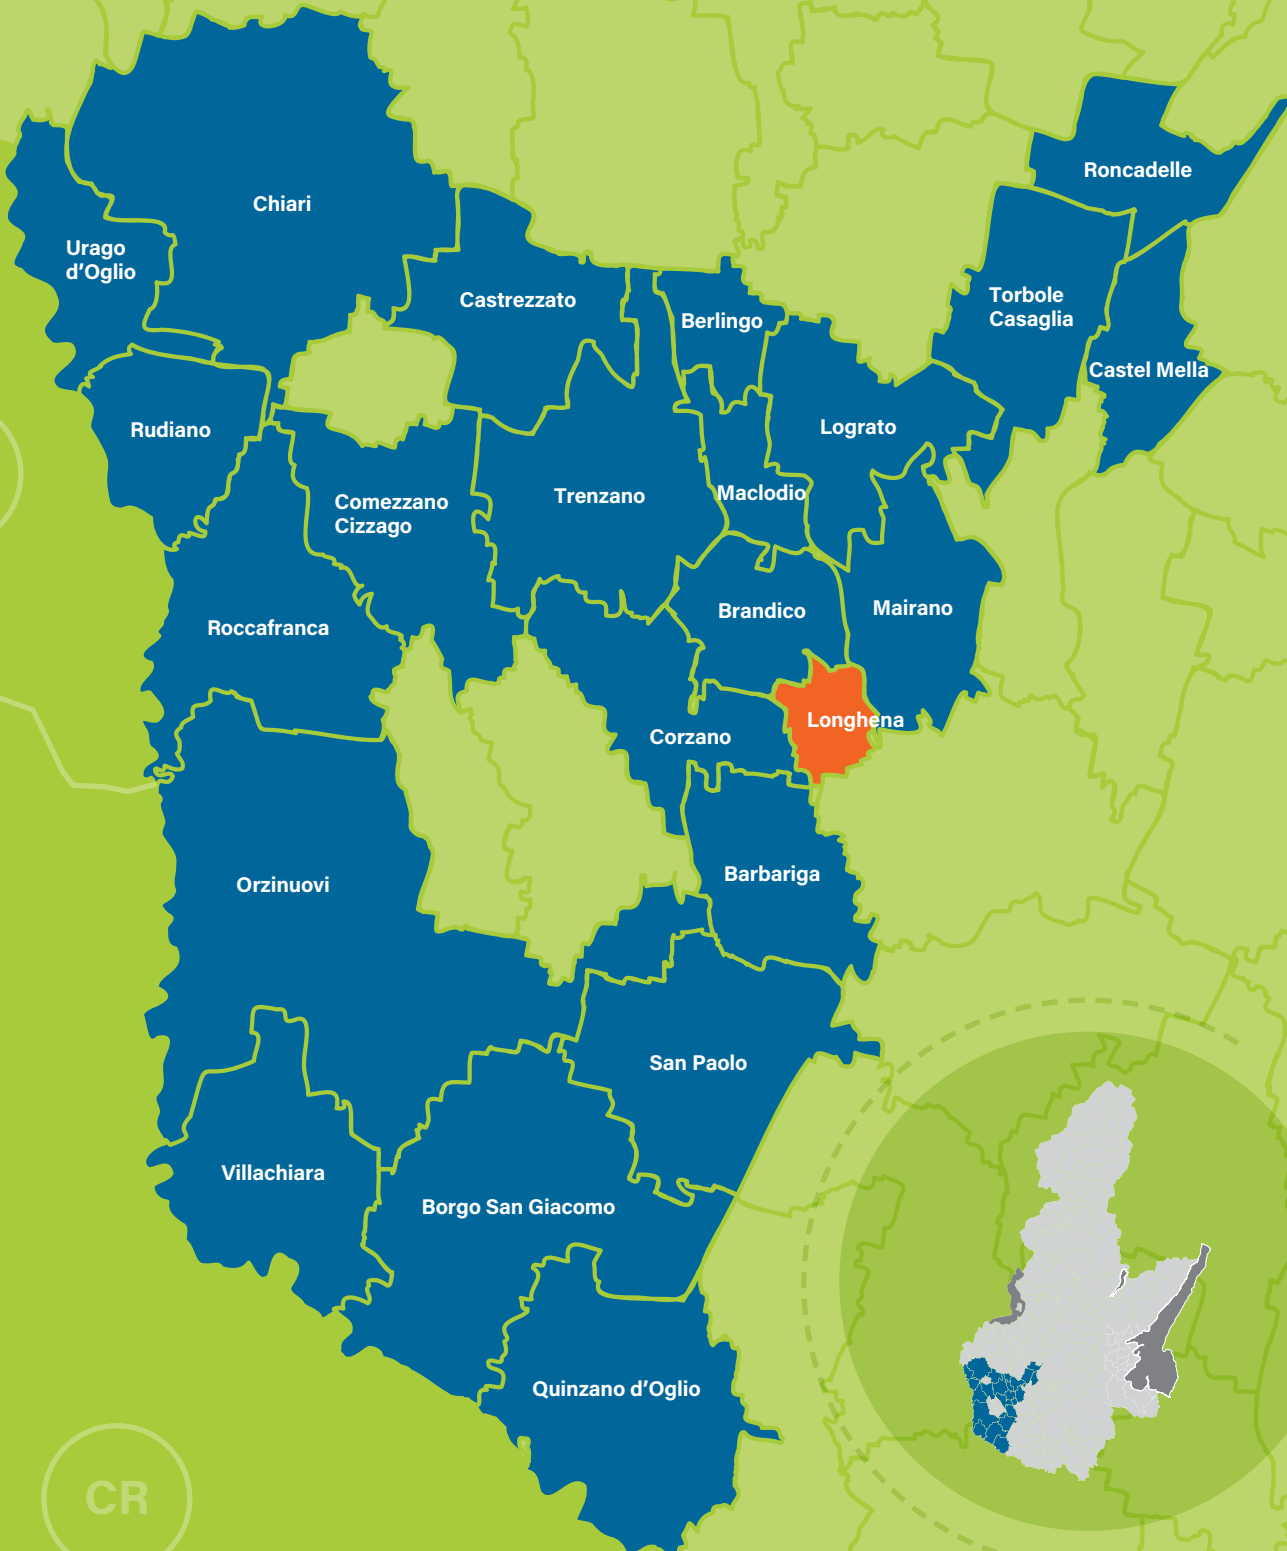 Roncadelle
Chiari
Urago
d'Oglio
Castrezzato
Torbole
Casaglia
Berlingo
Castel Mella
Rudiano
Lograto
Comezzano
Cizzago
Trenzano
Maclodio
Brandico
Mairano
Roccafranca
Longhena
Corzano
Barbariga
Orzinuovi
San Paolo
Villachiara
Borgo San Giacomo
Quinzano d'Oglio
CR